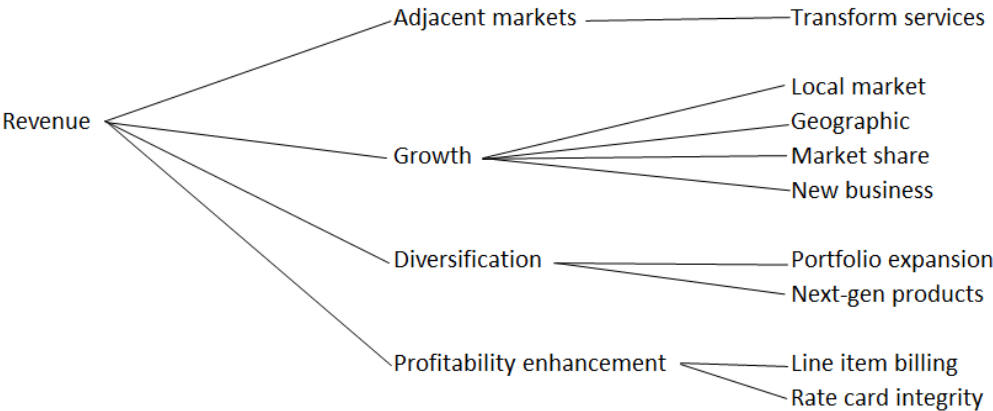 Adjacent markets
Transform services
Local market
Revenue
Geographic
Growth
Market share
New business
Diversification
Portfolio expansion
Next-gen products
Profitability enhancement
Line item billing
Rate card integrity